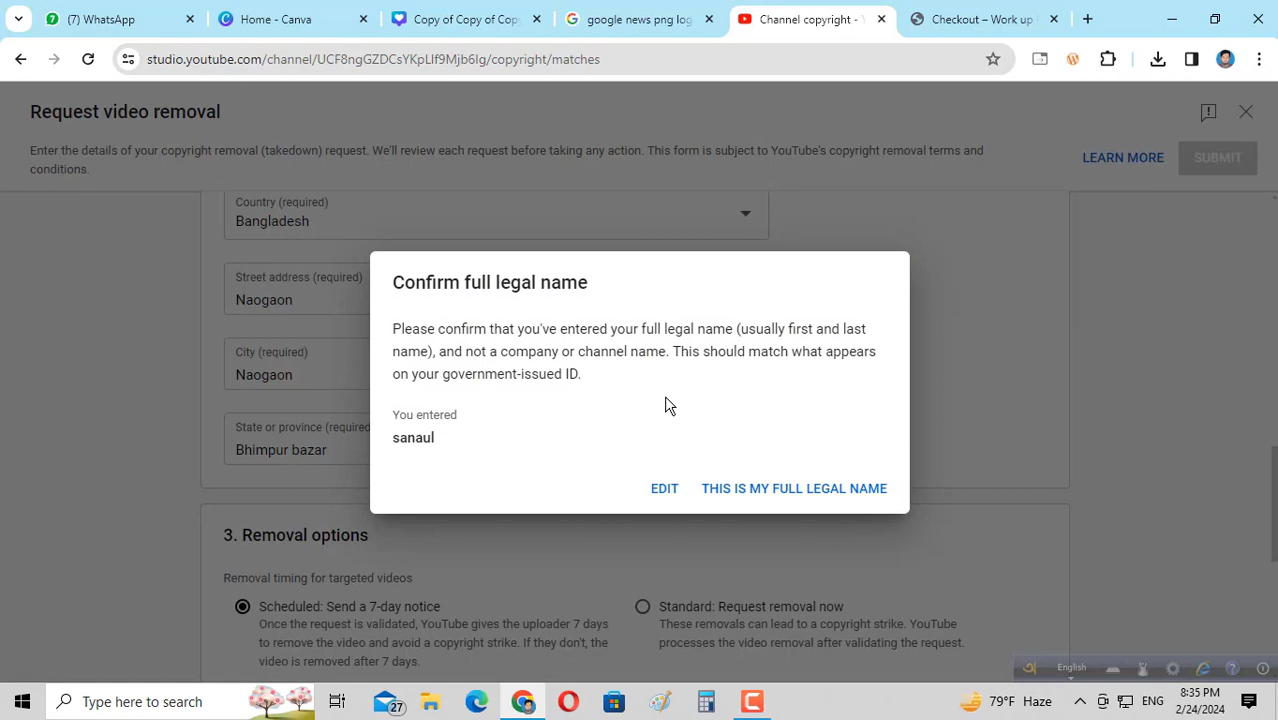 (7) WhatsApp
Home - Canva
Copy of Copy of Cop
google news png log
Channel copyright -
Checkout – Work up
studio.youtube.com/channel/UCF8ngGZDCsYKpLlf9Mjb6Ig/copyright/matches
Request video removal
Enter the details of your copyright removal (takedown) request. We'll review each request before taking any action. This form is subject to YouTube's copyright removal terms and
conditions.
LEARN MORE
SUBMIT
Country (required)
Bangladesh
Street address (required)
Naogaon
City (required)
Naogaon
State or province (required
Bhimpur bazar
Confirm full legal name
Please confirm that you've entered your full legal name (usually first and last
name), and not a company or channel name. This should match what appears
on your government-issued ID.
You entered
sanaul
EDIT
THIS IS MY FULL LEGAL NAME
3. Removal options
Removal timing for targeted videos
Scheduled: Send a 7-day notice
Once the request is validated, YouTube gives the uploader 7 days
to remove the video and avoid a copyright strike. If they don't, the
video is removed after 7 days.
Standard: Request removal now
These removals can lead to a copyright strike. YouTube
processes the video removal after validating the request.
English
Type here to search
27
79°F Haze
ENG
8:35 PM
2/24/2024